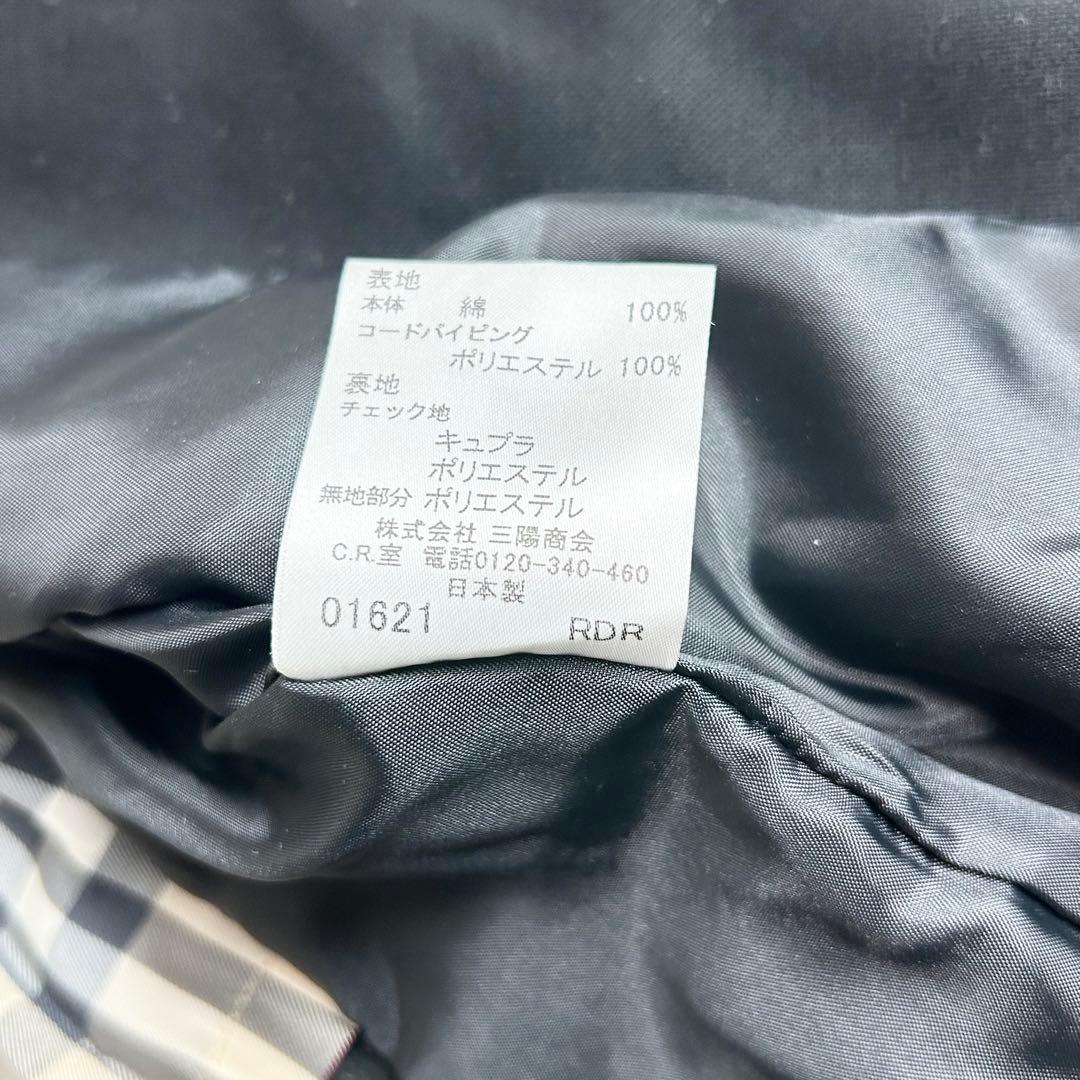 表地
本体 綿 100%
コードパイピング
ポリエステル 100%
裏地
チェック地
キュプラ
ポリエステル
無地部分 ポリエステル
株式会社 三陽商会
C.R.室 電話0120-340-460
日本製
01621 RDR